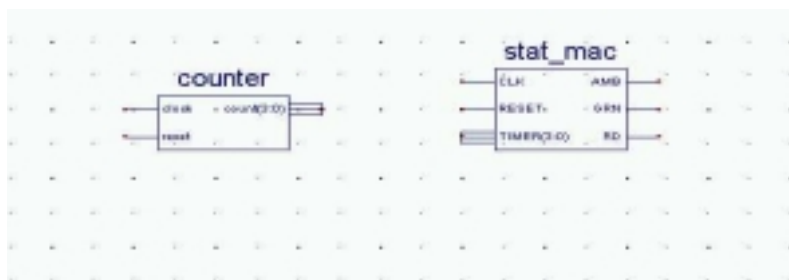 counter
clock count(3:0)
reset
stat_mac
CLK AMB
RESET GRN
TIMER(3:0) RD